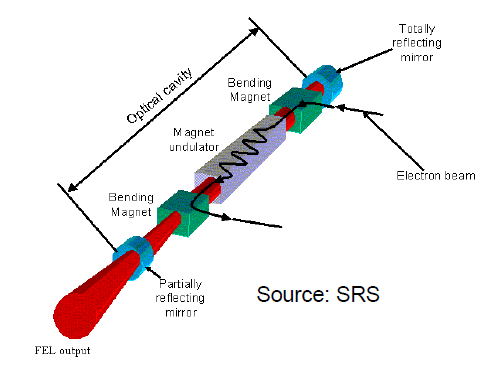 Totally
reflecting
mirror
Bending
Magnet
Optical cavity
Magnet
undulator
Electron beam
Bending
Magnet
Partially
reflecting
mirror
Source: SRS
FEL output